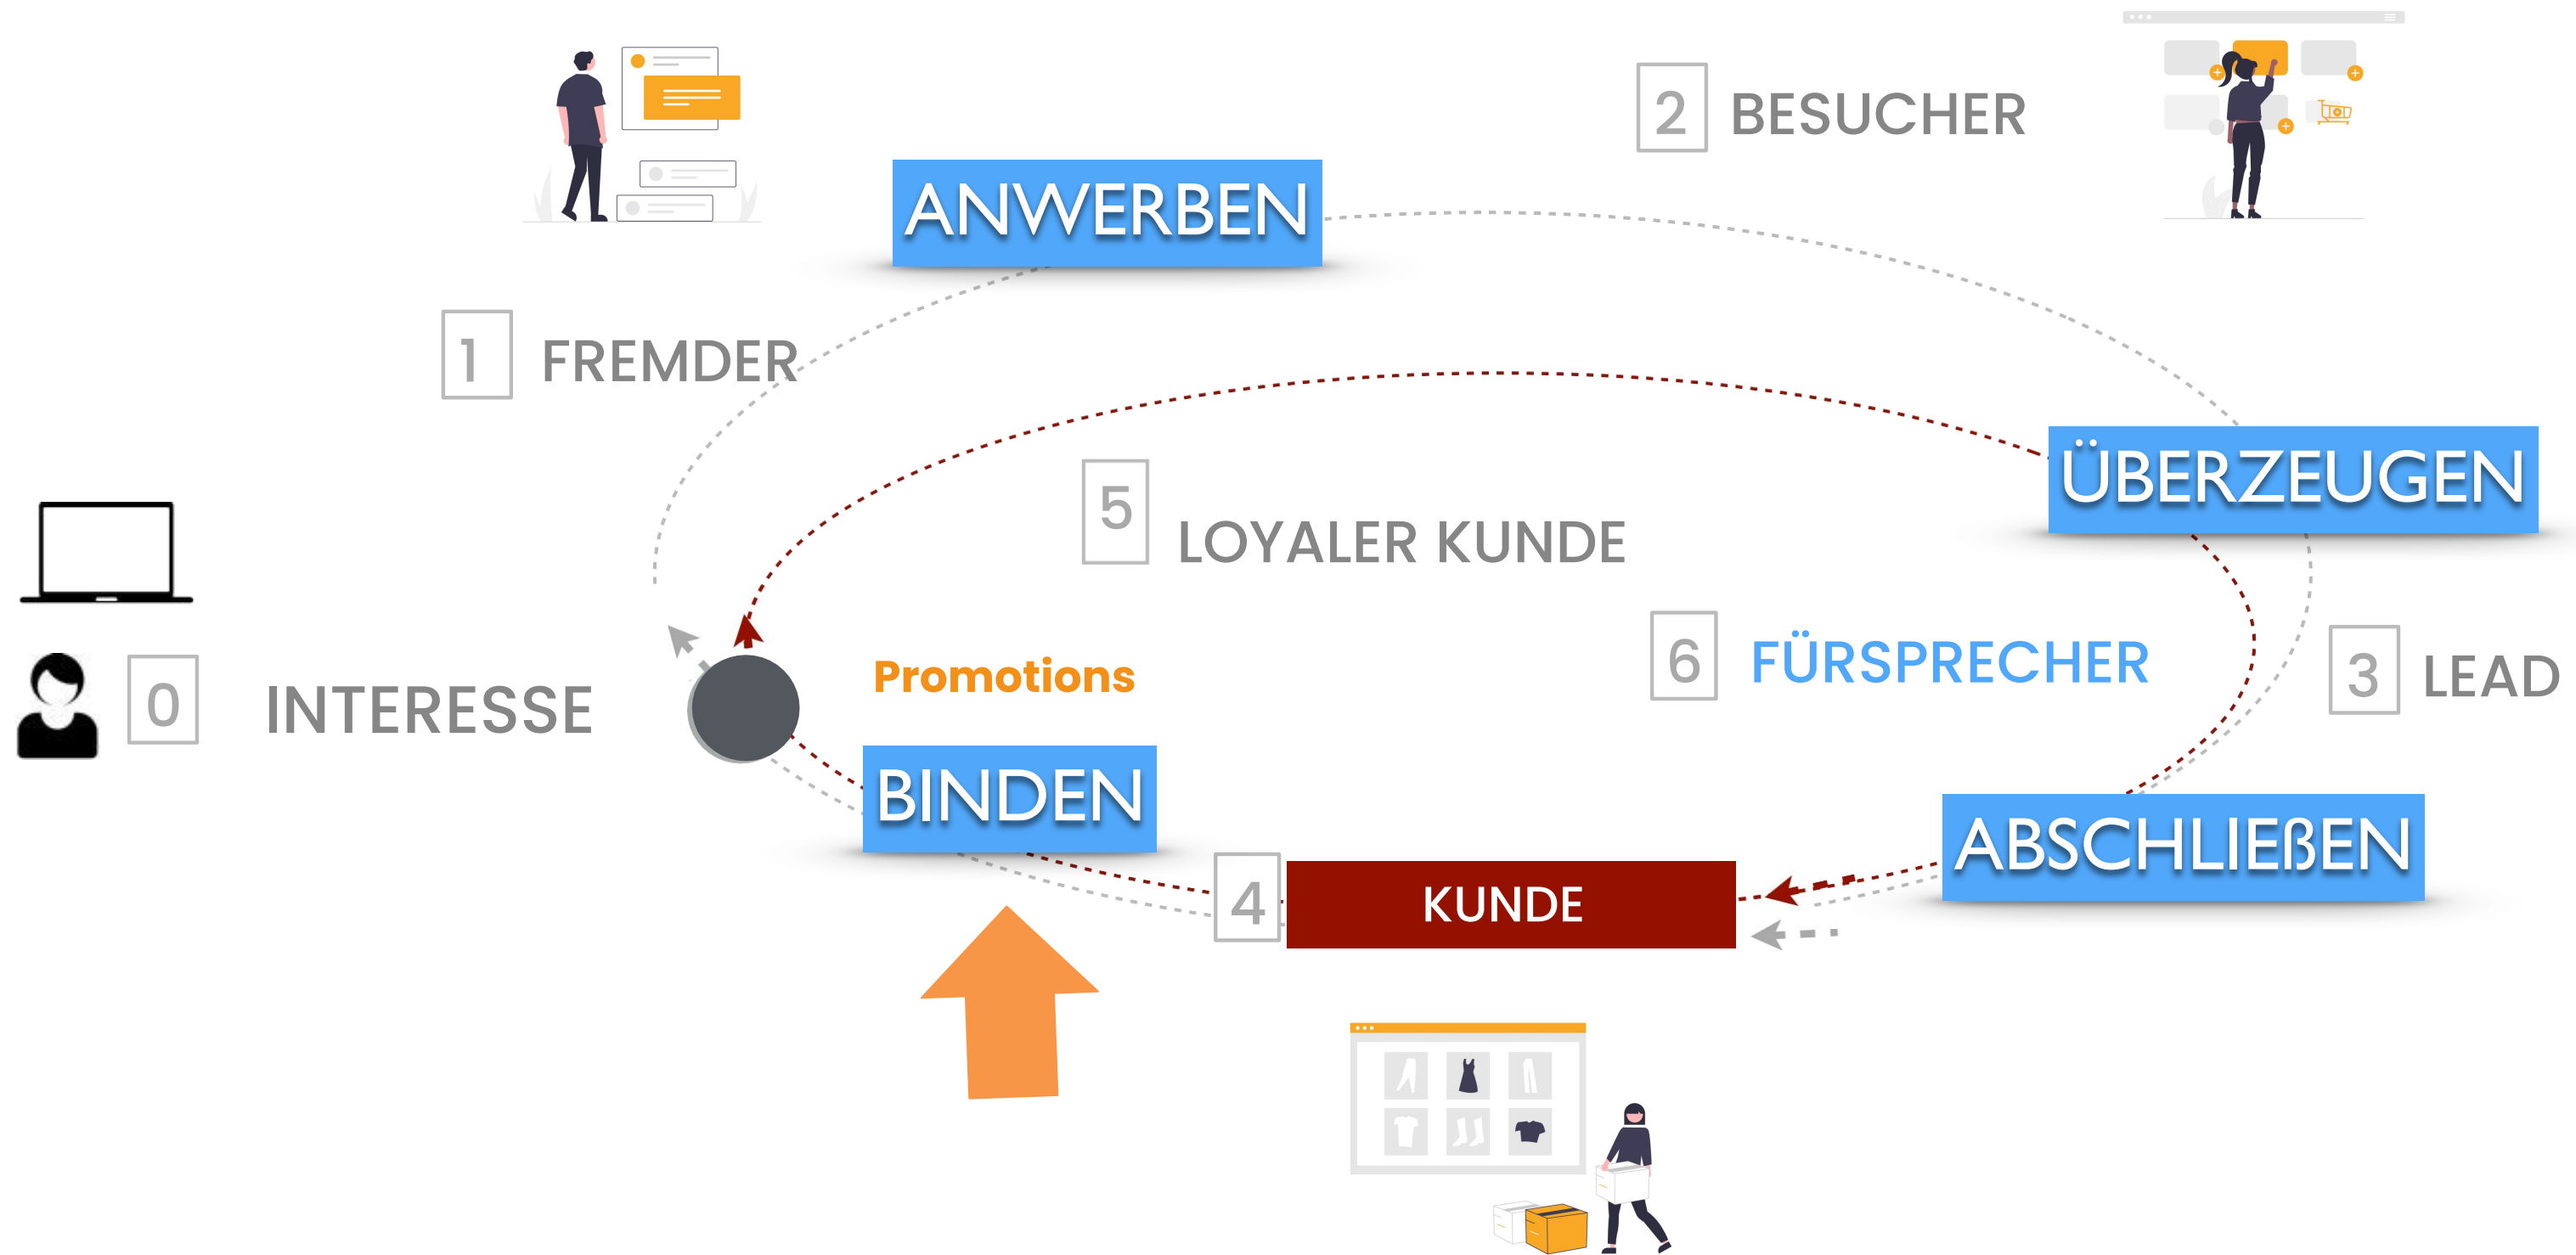 2 BESUCHER
ANWERBEN
1 FREMDER
ÜBERZEUGEN
5 LOYALER KUNDE
6 FÜRSPRECHER
3 LEAD
0 INTERESSE
Promotions
BINDEN
ABSCHLIEßEN
4 KUNDE